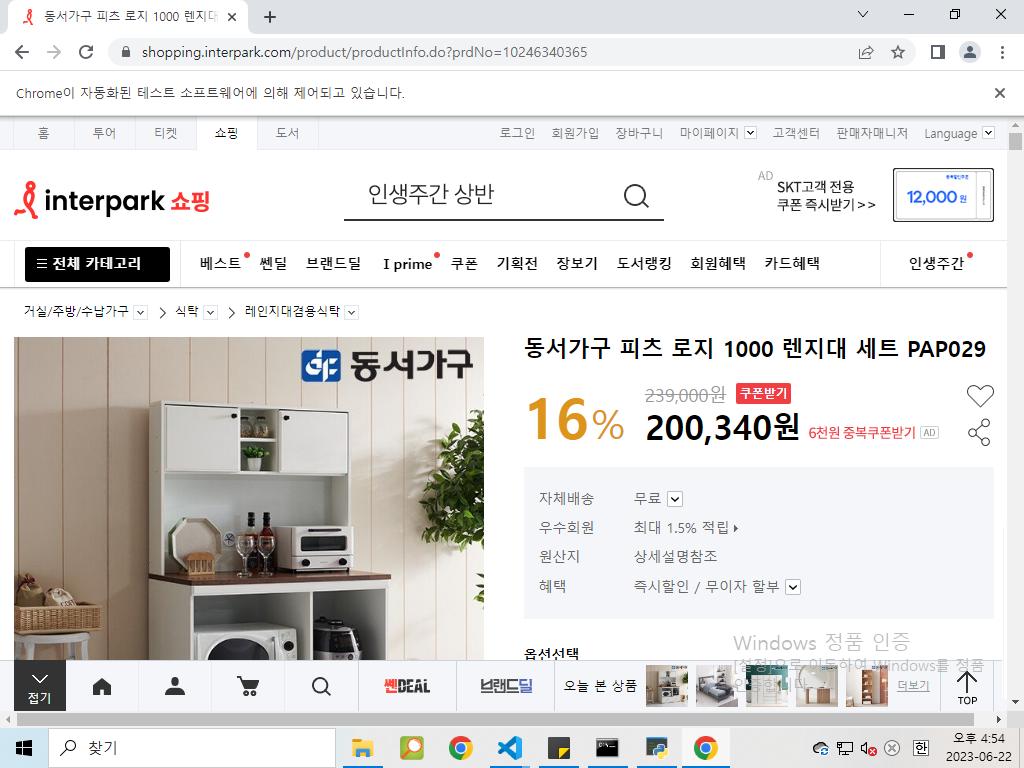 동서가구 피츠 로지 1000 렌지대
shopping.interpark.com/product/productInfo.do?prdNo=10246340365
Chrome이 자동화된 테스트 소프트웨어에 의해 제어되고 있습니다.
홈 투어 티켓 쇼핑 도서 로그인 회원가입 장바구니 마이페이지 고객센터 판매자매니저 Language
interpark 쇼핑
인생주간 상반
AD
SKT고객 전용
쿠폰 즉시받기>>
12,000원
전체 카테고리 베스트 쎈딜 브랜드딜 I prime 쿠폰 기획전 장보기 도서랭킹 회원혜택 카드혜택 인생주간
거실/주방/수납가구 > 식탁 > 레인지대겸용식탁
동서가구
동서가구 피츠 로지 1000 렌지대 세트 PAP029
16%
239,000원 쿠폰받기
200,340원 6천원 중복쿠폰받기 AD
자체배송 무료
우수회원 최대 1.5% 적립
원산지 상세설명참조
혜택 즉시할인 / 무이자 할부
옵션선택
Windows 정품 인증
[설정]으로 이동하여 Windows를 정품
인증합니다.
접기
쎈DEAL
브랜드딜
오늘 본 상품
더보기
TOP
찾기
한
오후 4:54
2023-06-22